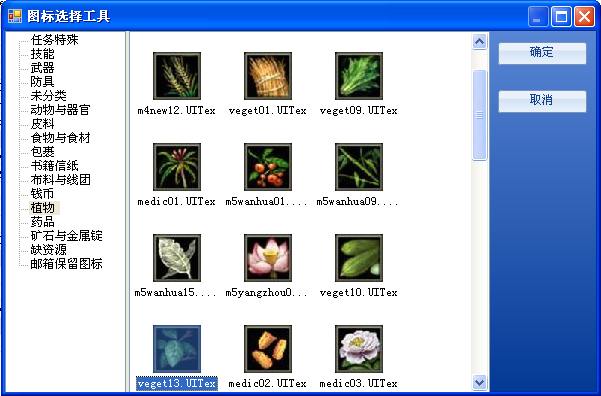 图标选择工具
任务特殊
技能
武器
防具
未分类
动物与器官
皮料
食物与食材
包裹
书籍信纸
布料与线团
钱币
植物
药品
矿石与金属锭
缺资源
邮箱保留图标
m4new12.UITex veget01.UITex veget09.UITex
medic01.UITex m5wanhua01.... m5wanhua09....
m5wanhua15.... m5yangzhou0... veget10.UITex
veget13.UITex medic02.UITex medic03.UITex
确定
取消